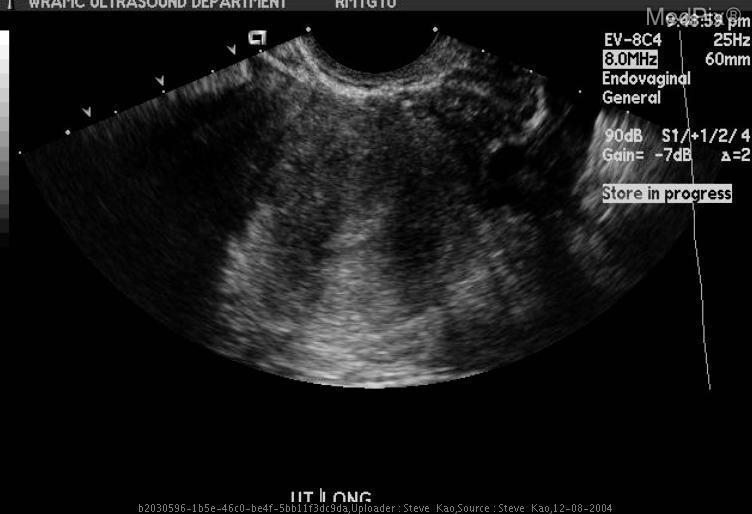 WRAMC ULTRASOUND DEPARTMENT RM1G10
MedPix®
9:48:59 pm
EV-8C4 25Hz
8.0MHz 60mm
Endovaginal
General
90dB S1/+1/2/4
Gain= -7dB ∆=2
Store in progress
UT LONG
b2030596-1b5e-46c0-be4f-5bb11f3dc9da,Uploader : Steve Kao,Source : Steve Kao,12-08-2004